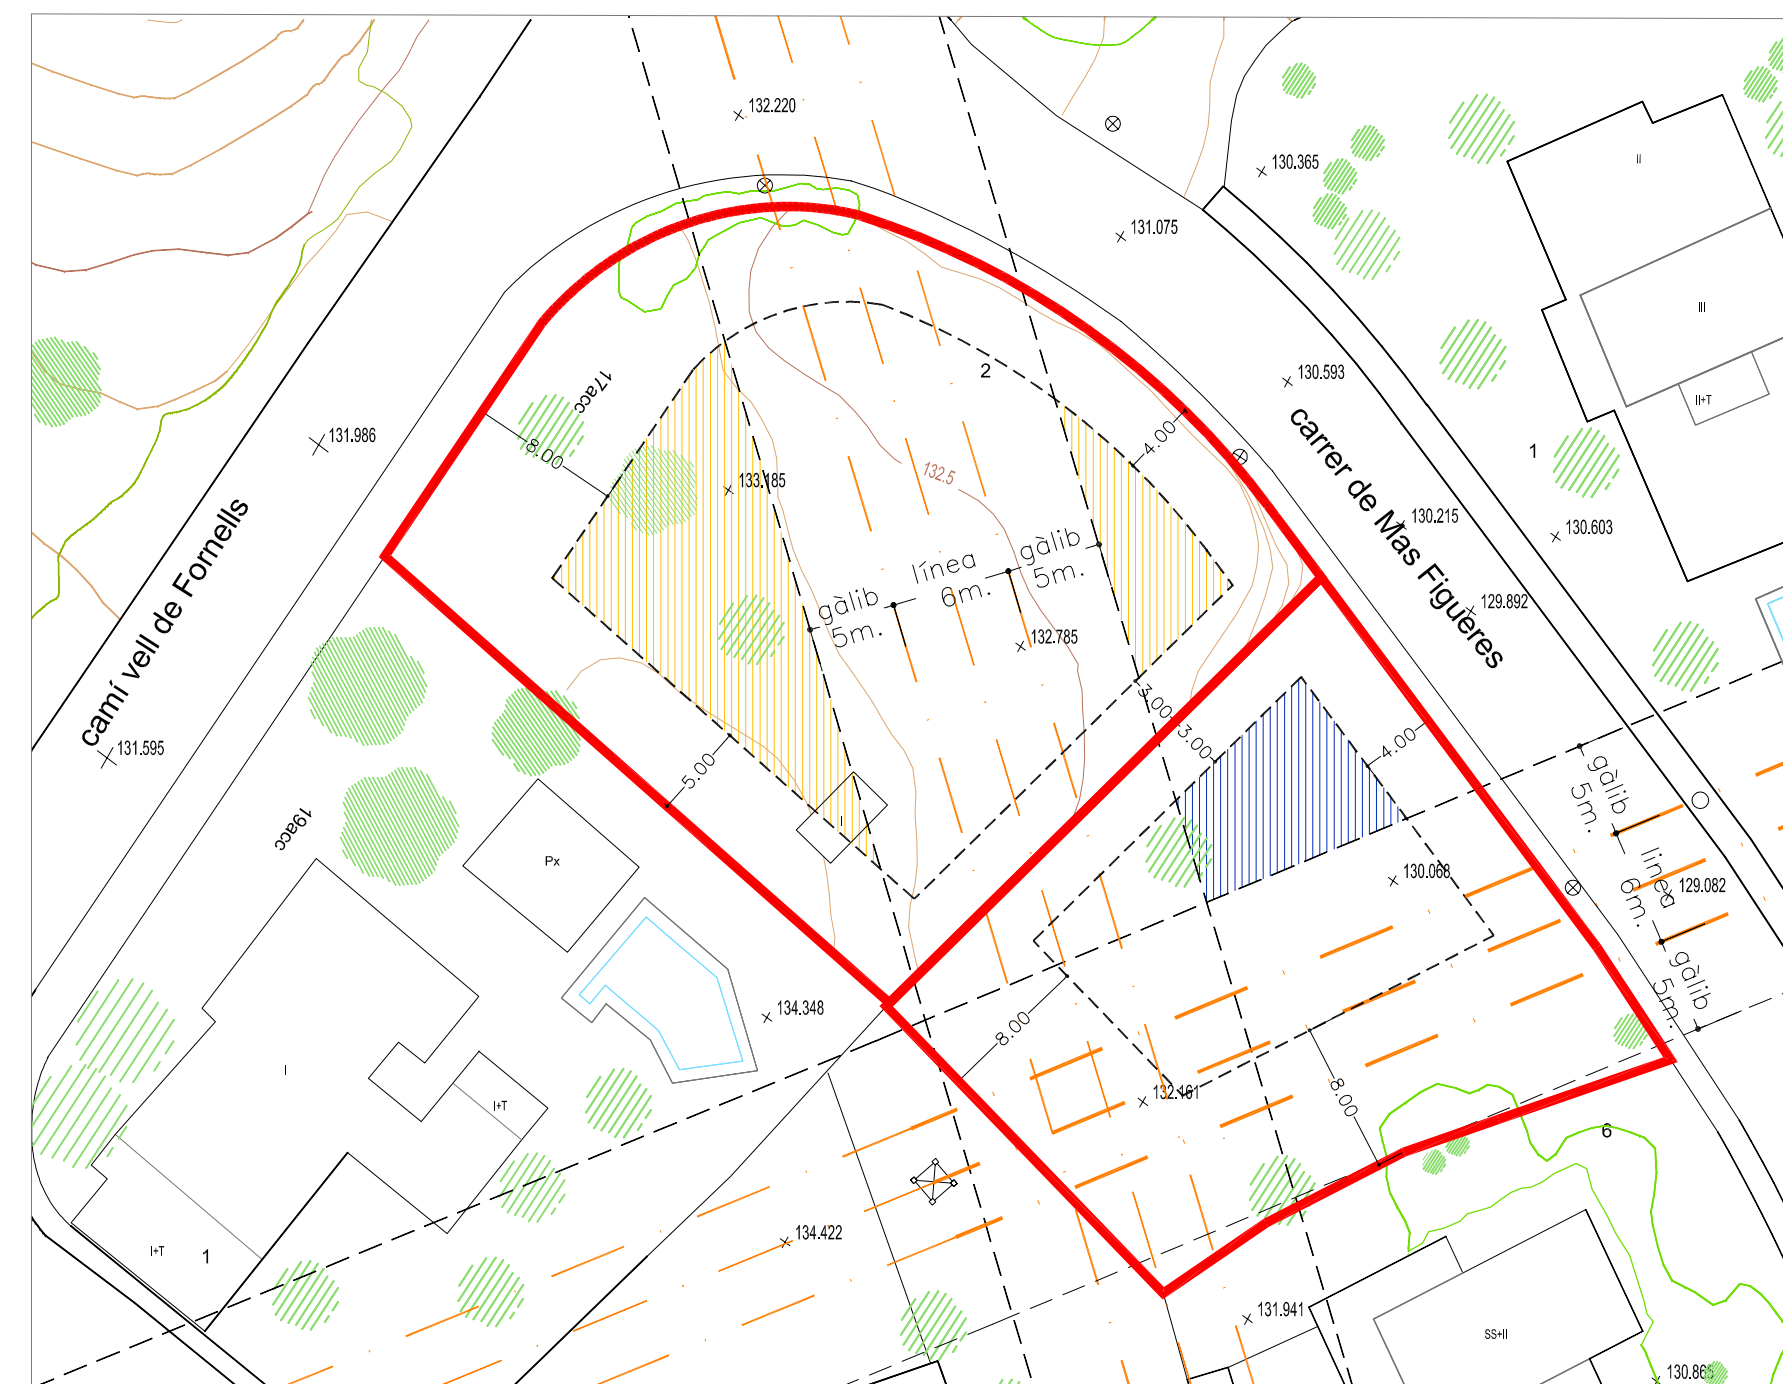 132.220
130.365
131.075
II
III
II+T
1
130.593
2
17acc
131.986
8.00
4.00
132.5
133.185
carrer de Mas Figueres
130.215
130.603
129.892
camí vell de Fornells
gàlib
5m.
línea
6m.
gàlib
5m.
132.785
131.595
3.00
3.00
4.00
5.00
gàlib
5m.
línea
6m.
gàlib
5m.
19acc
I
Px
130.068
129.082
134.348
8.00
I
I+T
132.161
8.00
6
134.422
I+T
1
131.941
SS+II
130.865